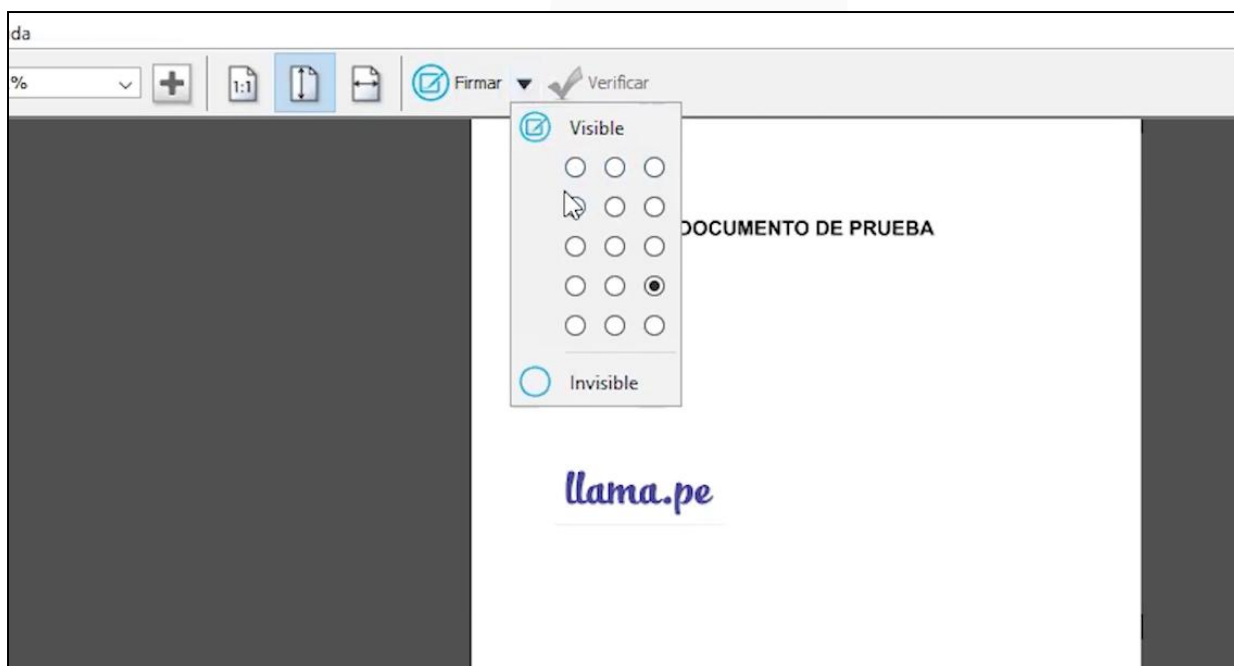 da
%
1:1
Firmar
Verificar
Visible
DOCUMENTO DE PRUEBA
Invisible
llama.pe